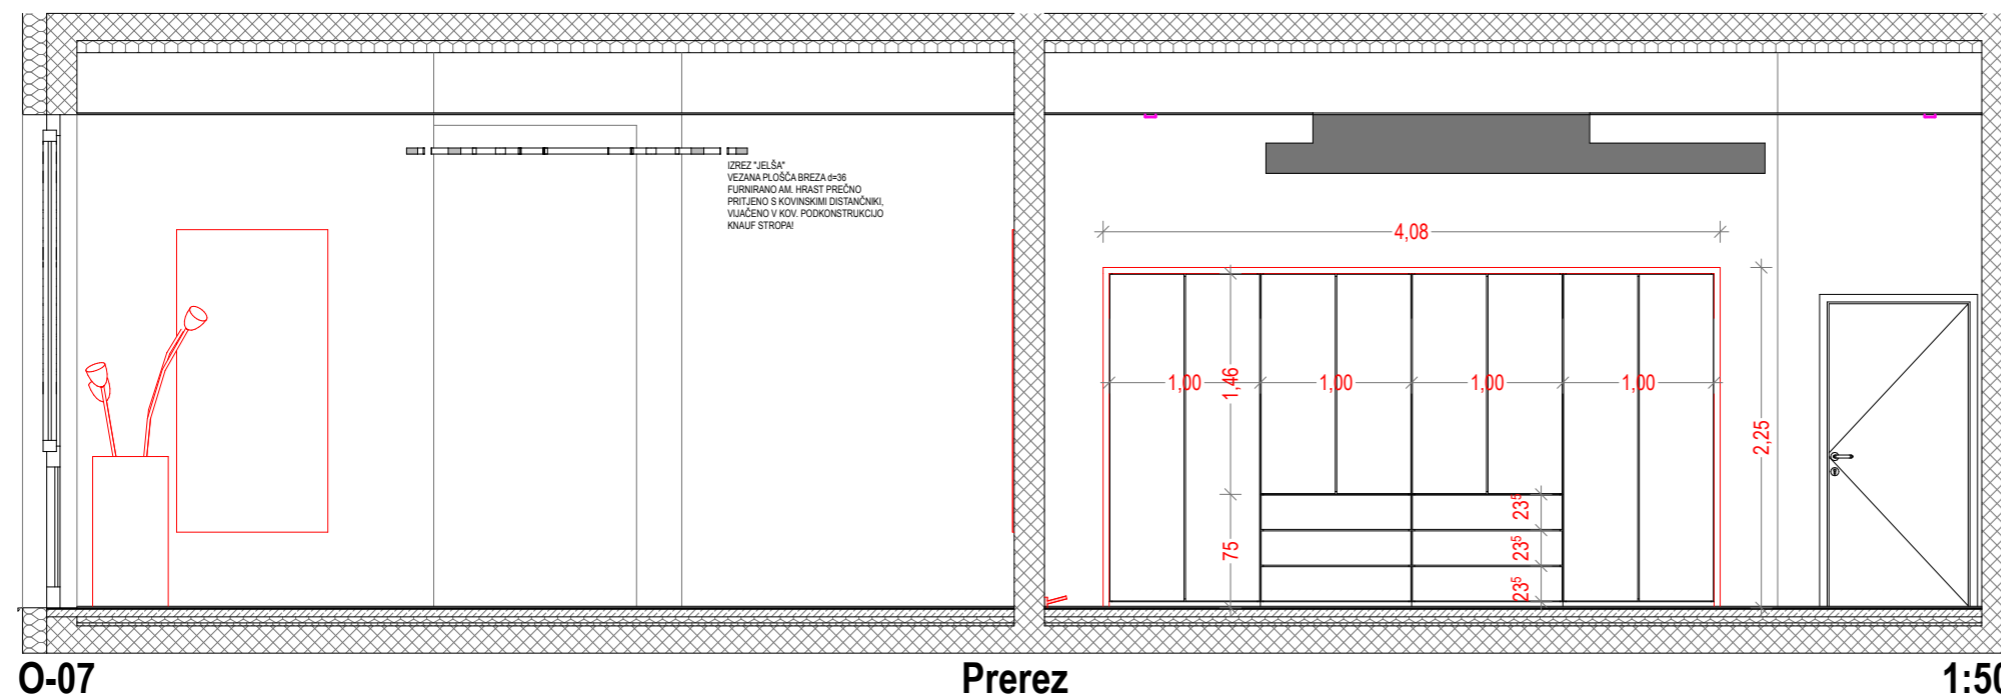 IZREZ "JELŠA"
VEZANA PLOŠČA BREZA d=36
FURNIRANO AM. HRAST PREČNO
PRITJENO S KOVINSKIMI DISTANČNIKI,
VIJAČENO V KOV. PODKONSTRUKCIJO
KNAUF STROPA!
4,08
1,00
1,46
1,00
1,00
1,00
2,25
75
23⁵
23⁵
23⁵
O-07
Prerez
1:50